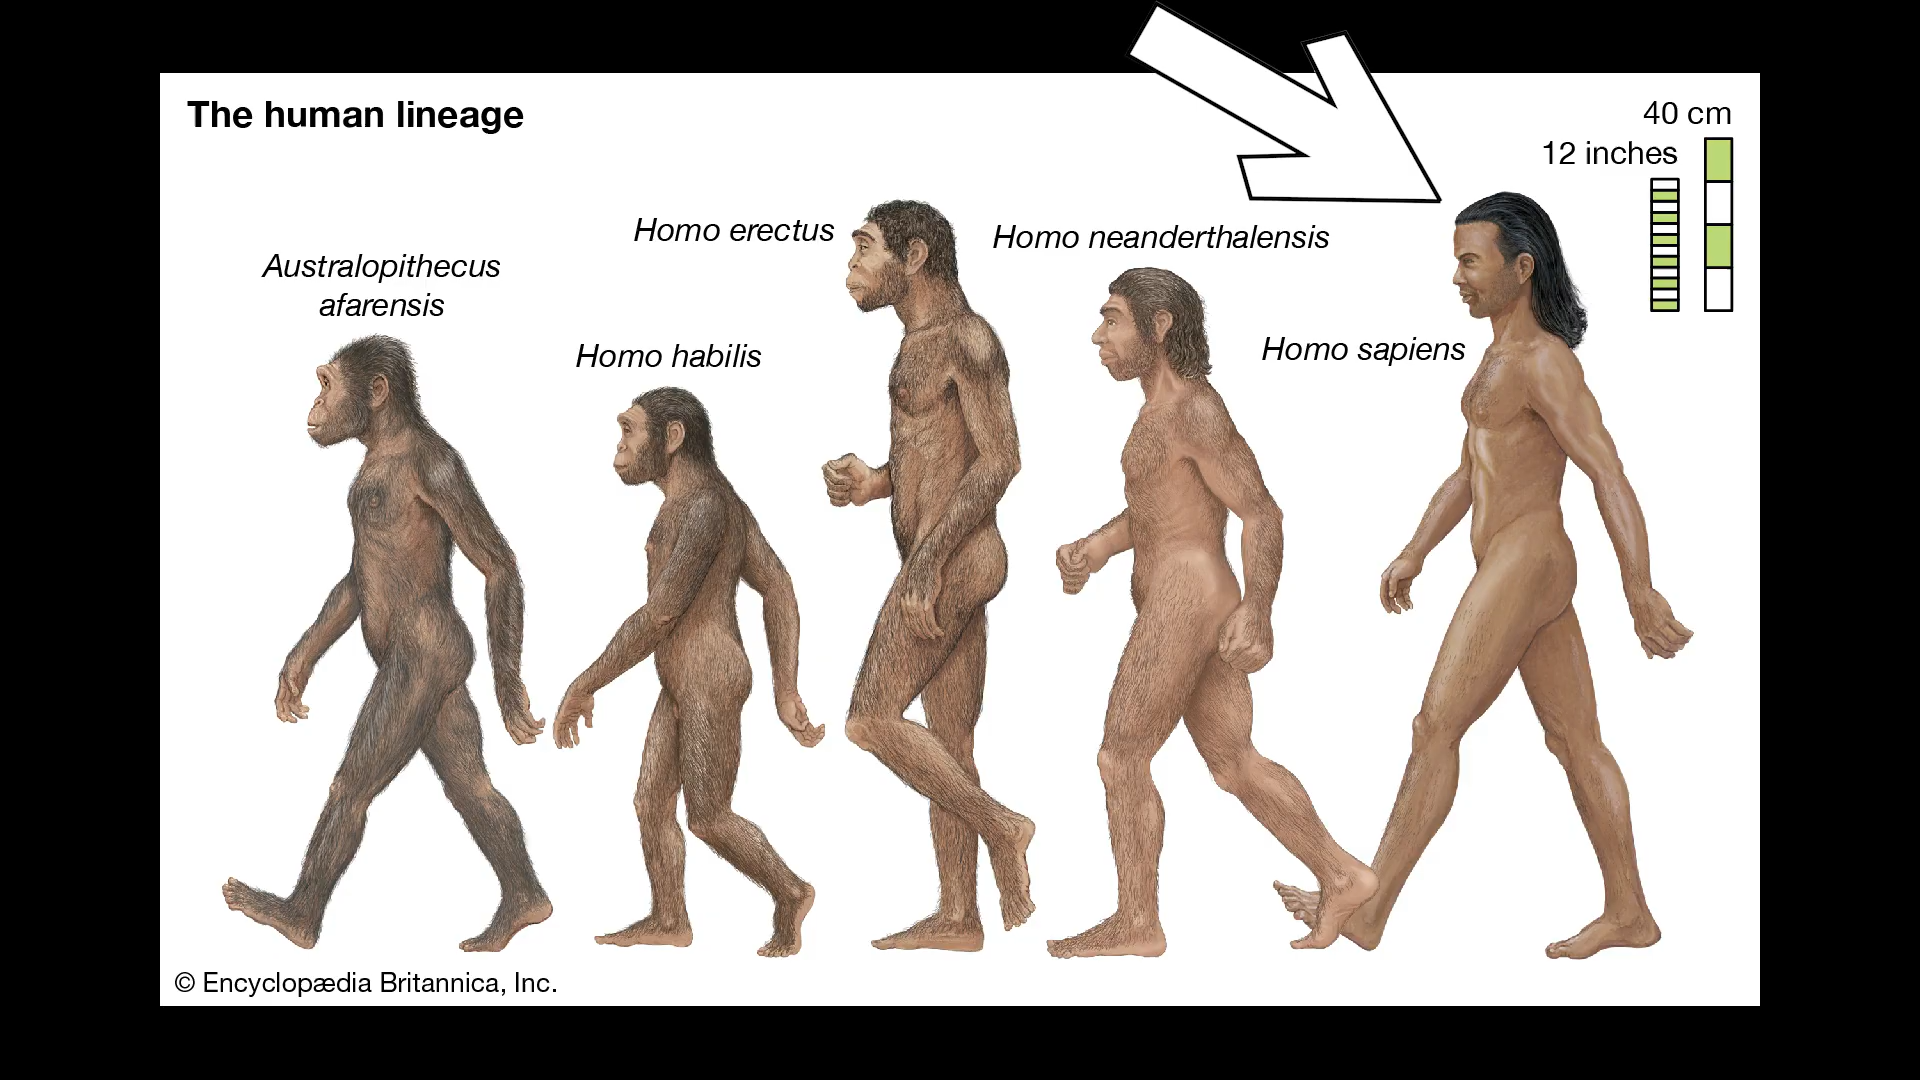 The human lineage
40 cm
12 inches
Homo erectus
Homo neanderthalensis
Australopithecus
afarensis
Homo habilis
Homo sapiens
© Encyclopædia Britannica, Inc.